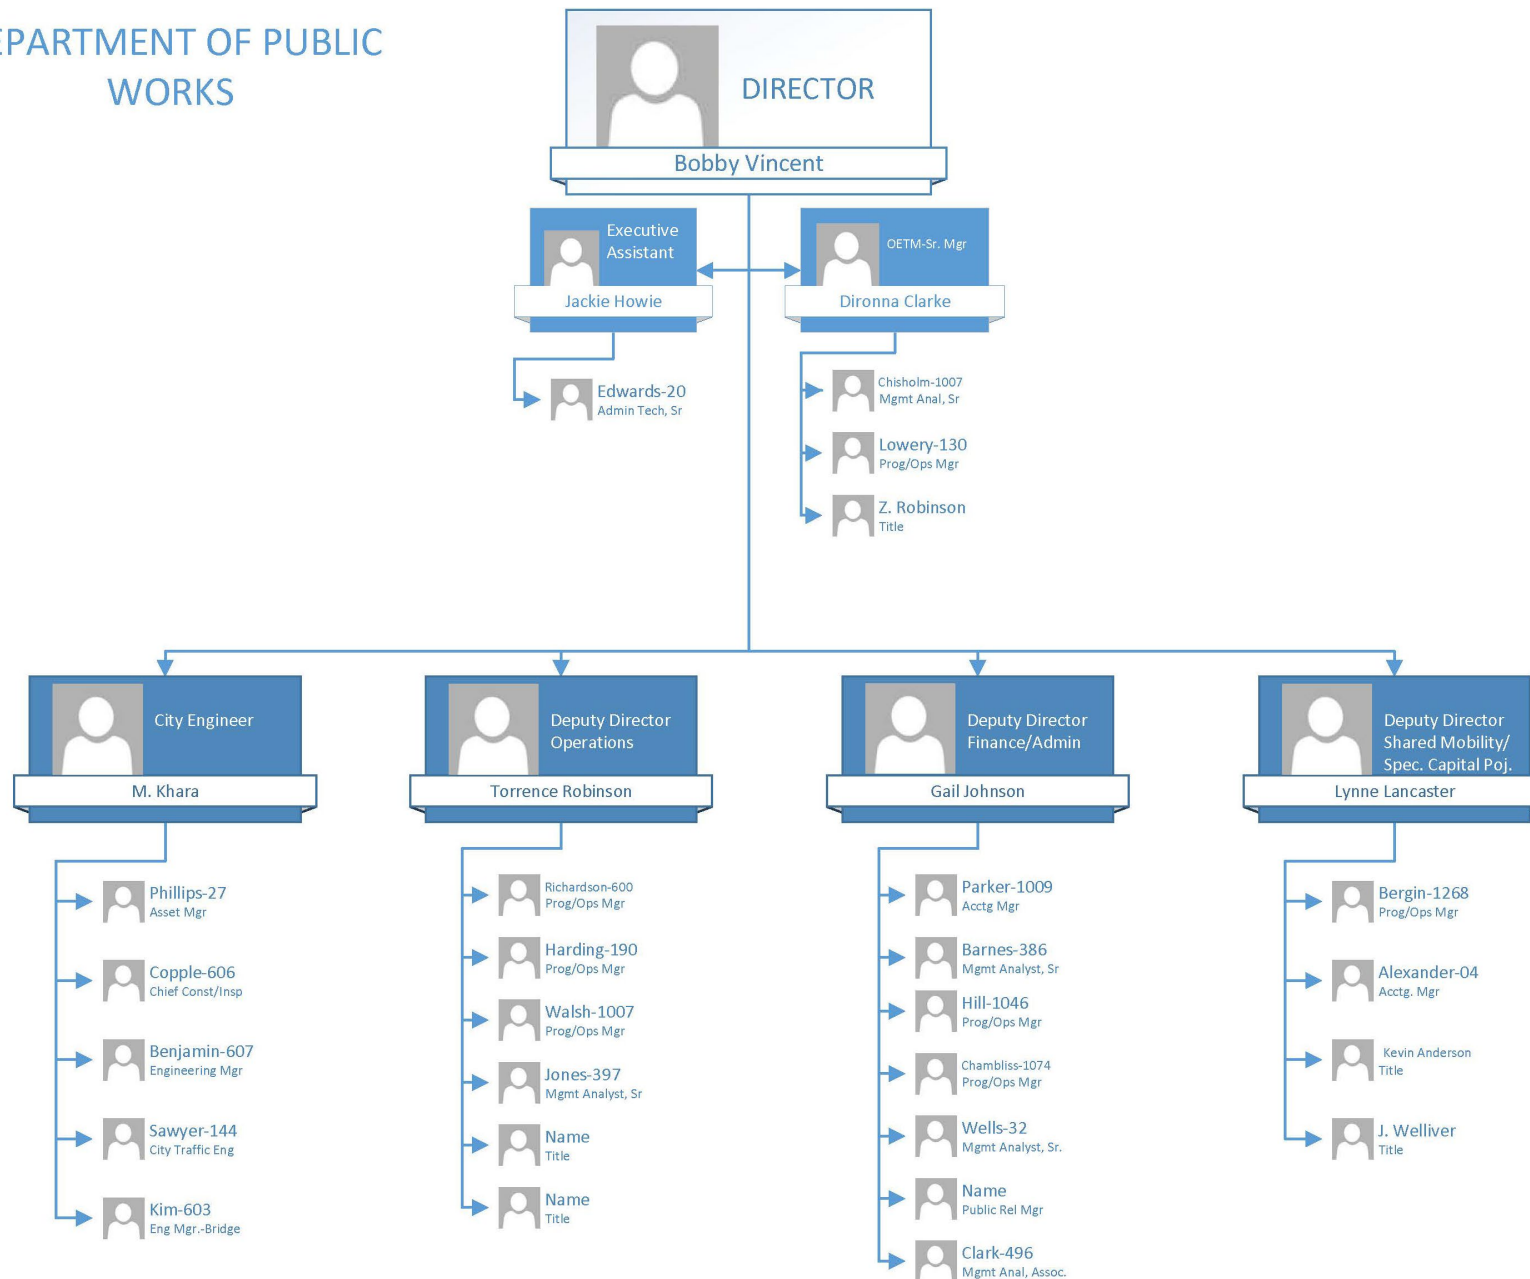 EPARTMENT OF PUBLIC
WORKS
DIRECTOR
Bobby Vincent
Executive
Assistant
Jackie Howie
OETM-Sr. Mgr
Dironna Clarke
Edwards-20
Admin Tech, Sr
Chisholm-1007
Mgmt Anal, Sr
Lowery-130
Prog/Ops Mgr
Z. Robinson
Title
City Engineer
M. Khara
Deputy Director
Operations
Torrence Robinson
Deputy Director
Finance/Admin
Gail Johnson
Deputy Director
Shared Mobility/
Spec. Capital Poj.
Lynne Lancaster
Phillips-27
Asset Mgr
Copple-606
Chief Const/Insp
Benjamin-607
Engineering Mgr
Sawyer-144
City Traffic Eng
Kim-603
Eng Mgr.-Bridge
Richardson-600
Prog/Ops Mgr
Harding-190
Prog/Ops Mgr
Walsh-1007
Prog/Ops Mgr
Jones-397
Mgmt Analyst, Sr
Name
Title
Name
Title
Parker-1009
Acctg Mgr
Barnes-386
Mgmt Analyst, Sr
Hill-1046
Prog/Ops Mgr
Chambliss-1074
Prog/Ops Mgr
Wells-32
Mgmt Analyst, Sr.
Name
Public Rel Mgr
Clark-496
Mgmt Anal, Assoc.
Bergin-1268
Prog/Ops Mgr
Alexander-04
Acctg. Mgr
Kevin Anderson
Title
J. Welliver
Title